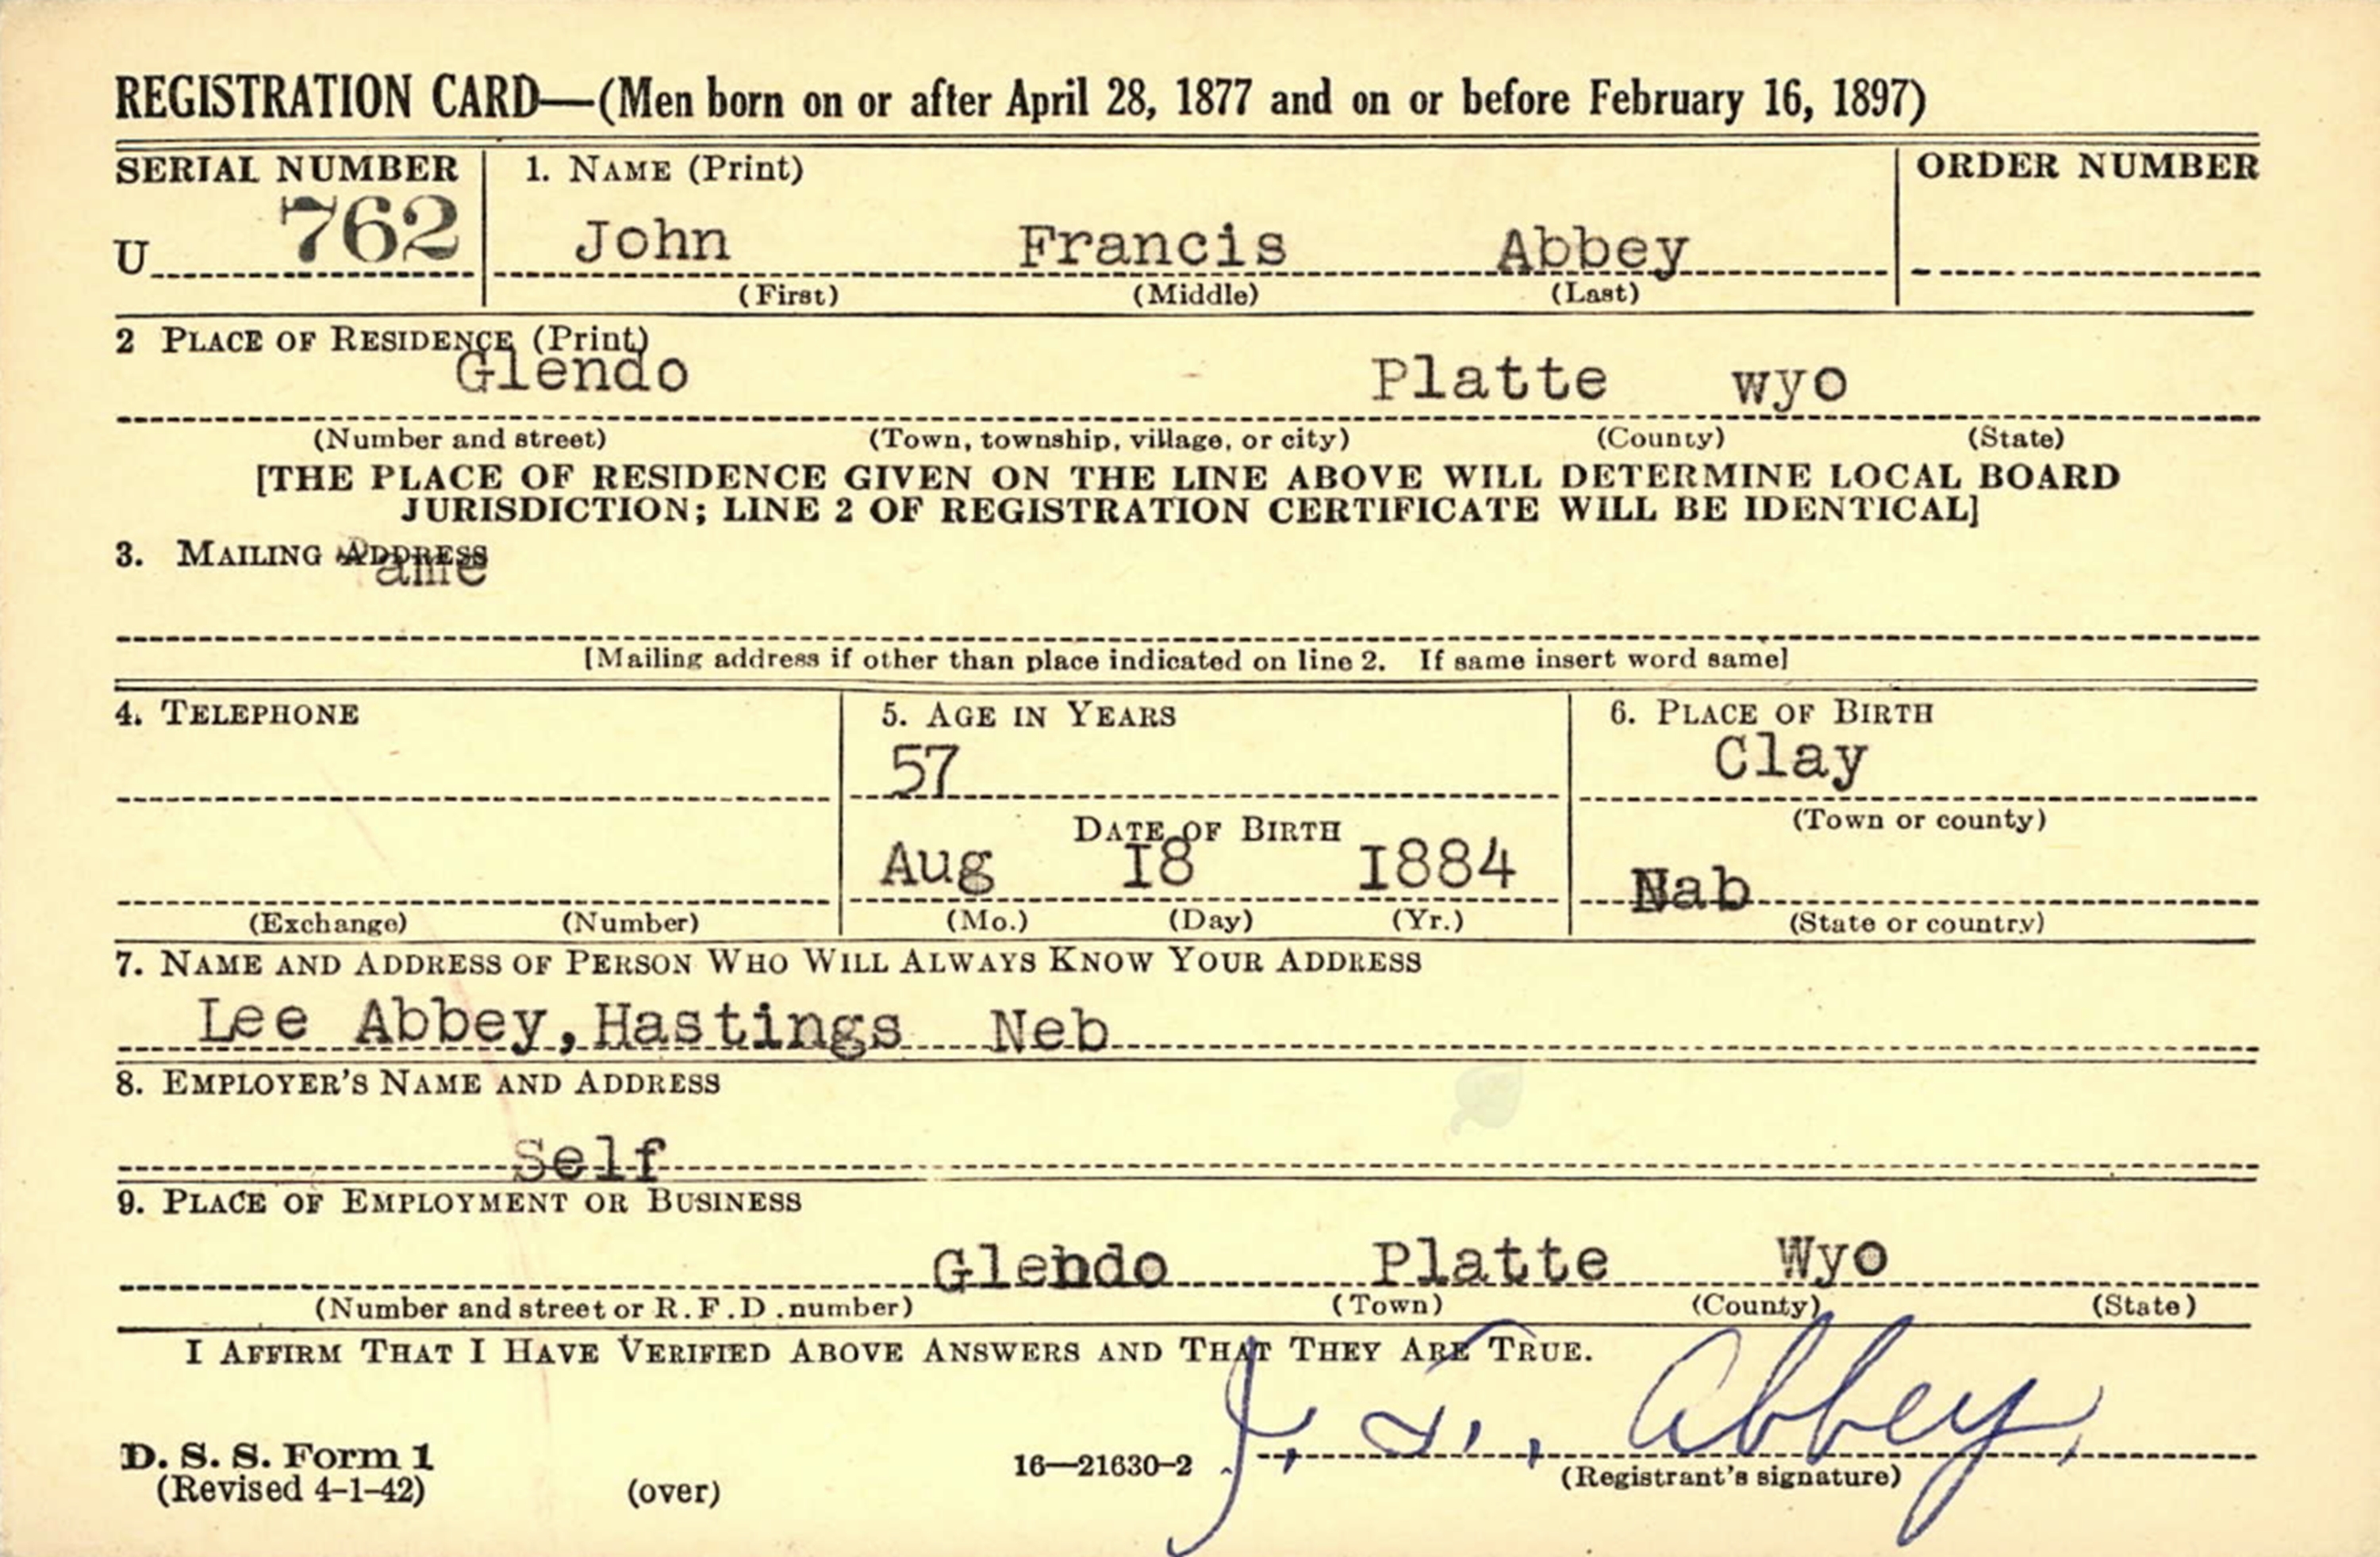 REGISTRATION CARD—(Men born on or after April 28, 1877 and on or before February 16, 1897)
SERIAL NUMBER 1. NAME (Print) ORDER NUMBER
U 762 John Francis Abbey
(First) (Middle) (Last)
2 PLACE OF RESIDENCE (Print)
Glendo Platte wyo
(Number and street) (Town, township, village, or city) (County) (State)
[THE PLACE OF RESIDENCE GIVEN ON THE LINE ABOVE WILL DETERMINE LOCAL BOARD
JURISDICTION; LINE 2 OF REGISTRATION CERTIFICATE WILL BE IDENTICAL]
3. MAILING ADDRESS
ame
[Mailing address if other than place indicated on line 2. If same insert word same]
4. TELEPHONE 5. AGE IN YEARS 6. PLACE OF BIRTH
57 Clay
DATE OF BIRTH (Town or county)
Aug 18 1884 Nab
(Exchange) (Number) (Mo.) (Day) (Yr.) (State or country)
7. NAME AND ADDRESS OF PERSON WHO WILL ALWAYS KNOW YOUR ADDRESS
Lee Abbey, Hastings Neb
8. EMPLOYER'S NAME AND ADDRESS
Self
9. PLACE OF EMPLOYMENT OR BUSINESS
Glendo Platte Wyo
(Number and street or R.F.D. number) (Town) (County) (State)
I AFFIRM THAT I HAVE VERIFIED ABOVE ANSWERS AND THAT THEY ARE TRUE.
J. F. Abbey
D. S. S. Form 1 16—21630-2 (Registrant's signature)
(Revised 4-1-42) (over)